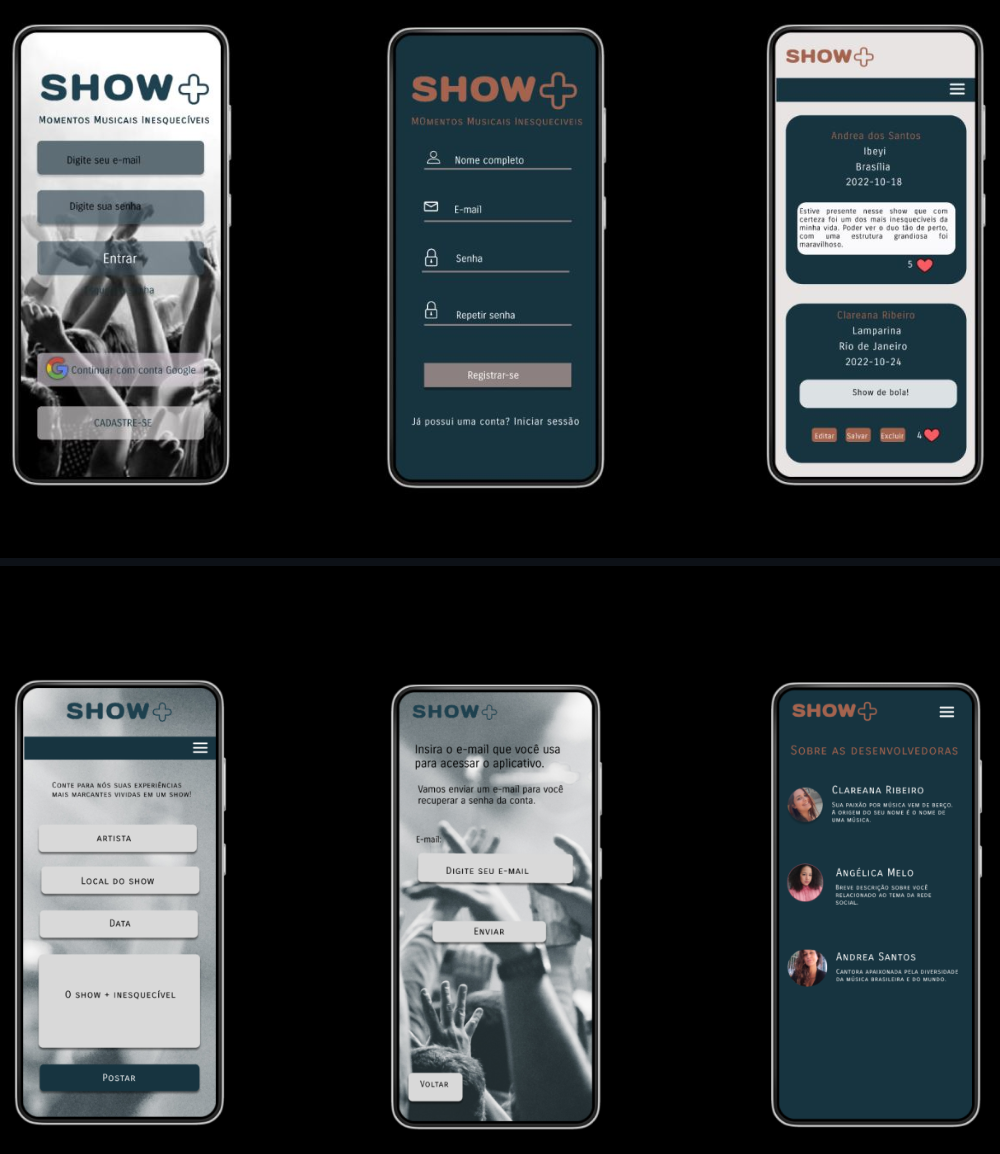 SHOW
Momentos Musicais Inesquecíveis
Digite seu e-mail
Digite sua senha
Entrar
Continuar com conta Google
CADASTRE-SE
SHOW
Momentos Musicais Inesquecíveis
Nome completo
E-mail
Senha
Repetir senha
Registrar-se
Já possui uma conta? Iniciar sessão
SHOW
Andrea dos Santos
Ibeyi
Brasília
2022-10-18
Estive presente nesse show que com
certeza foi um dos mais inesquecíveis da
minha vida. Poder ver o duo tão de perto,
com uma estrutura grandiosa foi
maravilhoso.
5
Clareana Ribeiro
Lamparina
Rio de Janeiro
2022-10-24
Show de bola!
Editar Salvar Excluir 4
SHOW
Conte para nós suas experiências
mais marcantes vividas em um show!
artista
Local do show
Data
O show + inesquecível
Postar
SHOW
Insira o e-mail que você usa
para acessar o aplicativo.
Vamos enviar um e-mail para você
recuperar a senha da conta.
E-mail:
Digite seu e-mail
Enviar
Voltar
SHOW
Sobre as desenvolvedoras
Clareana Ribeiro
Sua paixão por música vem de berço.
A origem do seu nome é o nome de
uma música.
Angélica Melo
Breve descrição sobre você
relacionado ao tema da rede
social.
Andrea Santos
Cantora apaixonada pela diversidade
da música brasileira e do mundo.